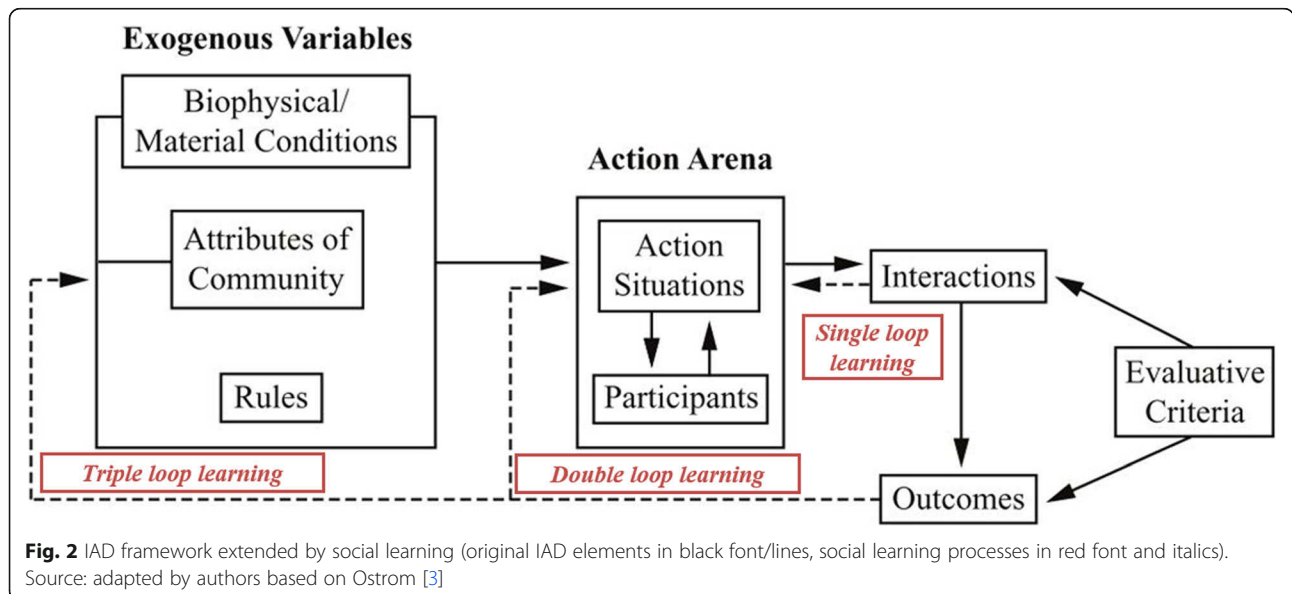 Exogenous Variables
Biophysical/
Material Conditions
Attributes of
Community
Rules
Triple loop learning
Action Arena
Action
Situations
Participants
Double loop learning
Interactions
Single loop
learning
Evaluative
Criteria
Outcomes
Fig. 2 IAD framework extended by social learning (original IAD elements in black font/lines, social learning processes in red font and italics).
Source: adapted by authors based on Ostrom [3]